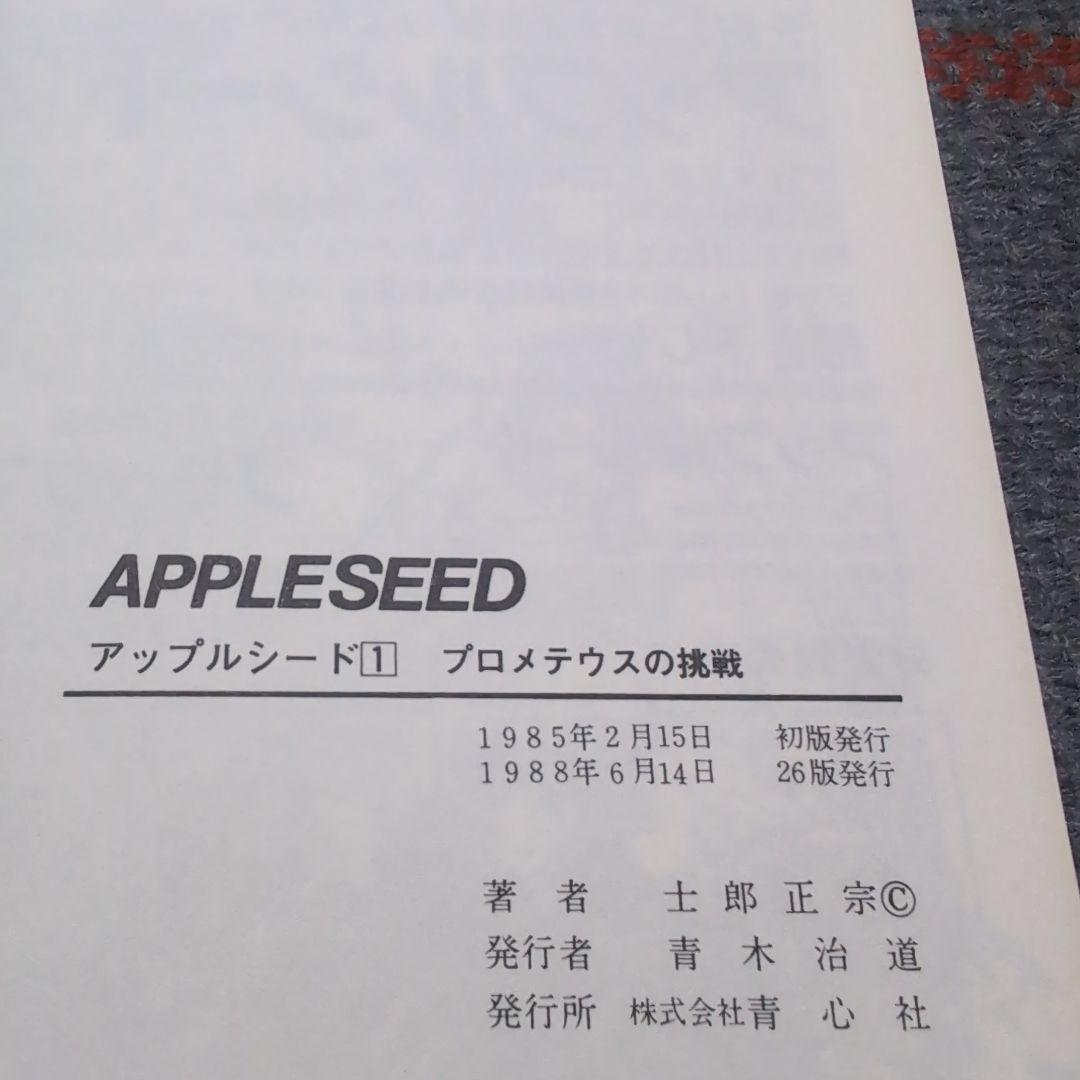 APPLESEED
アップルシード1 プロメテウスの挑戦
1985年2月15日 初版発行
1988年6月14日 26版発行
著者 士郎正宗©
発行者 青木治道
発行所 株式会社青心社